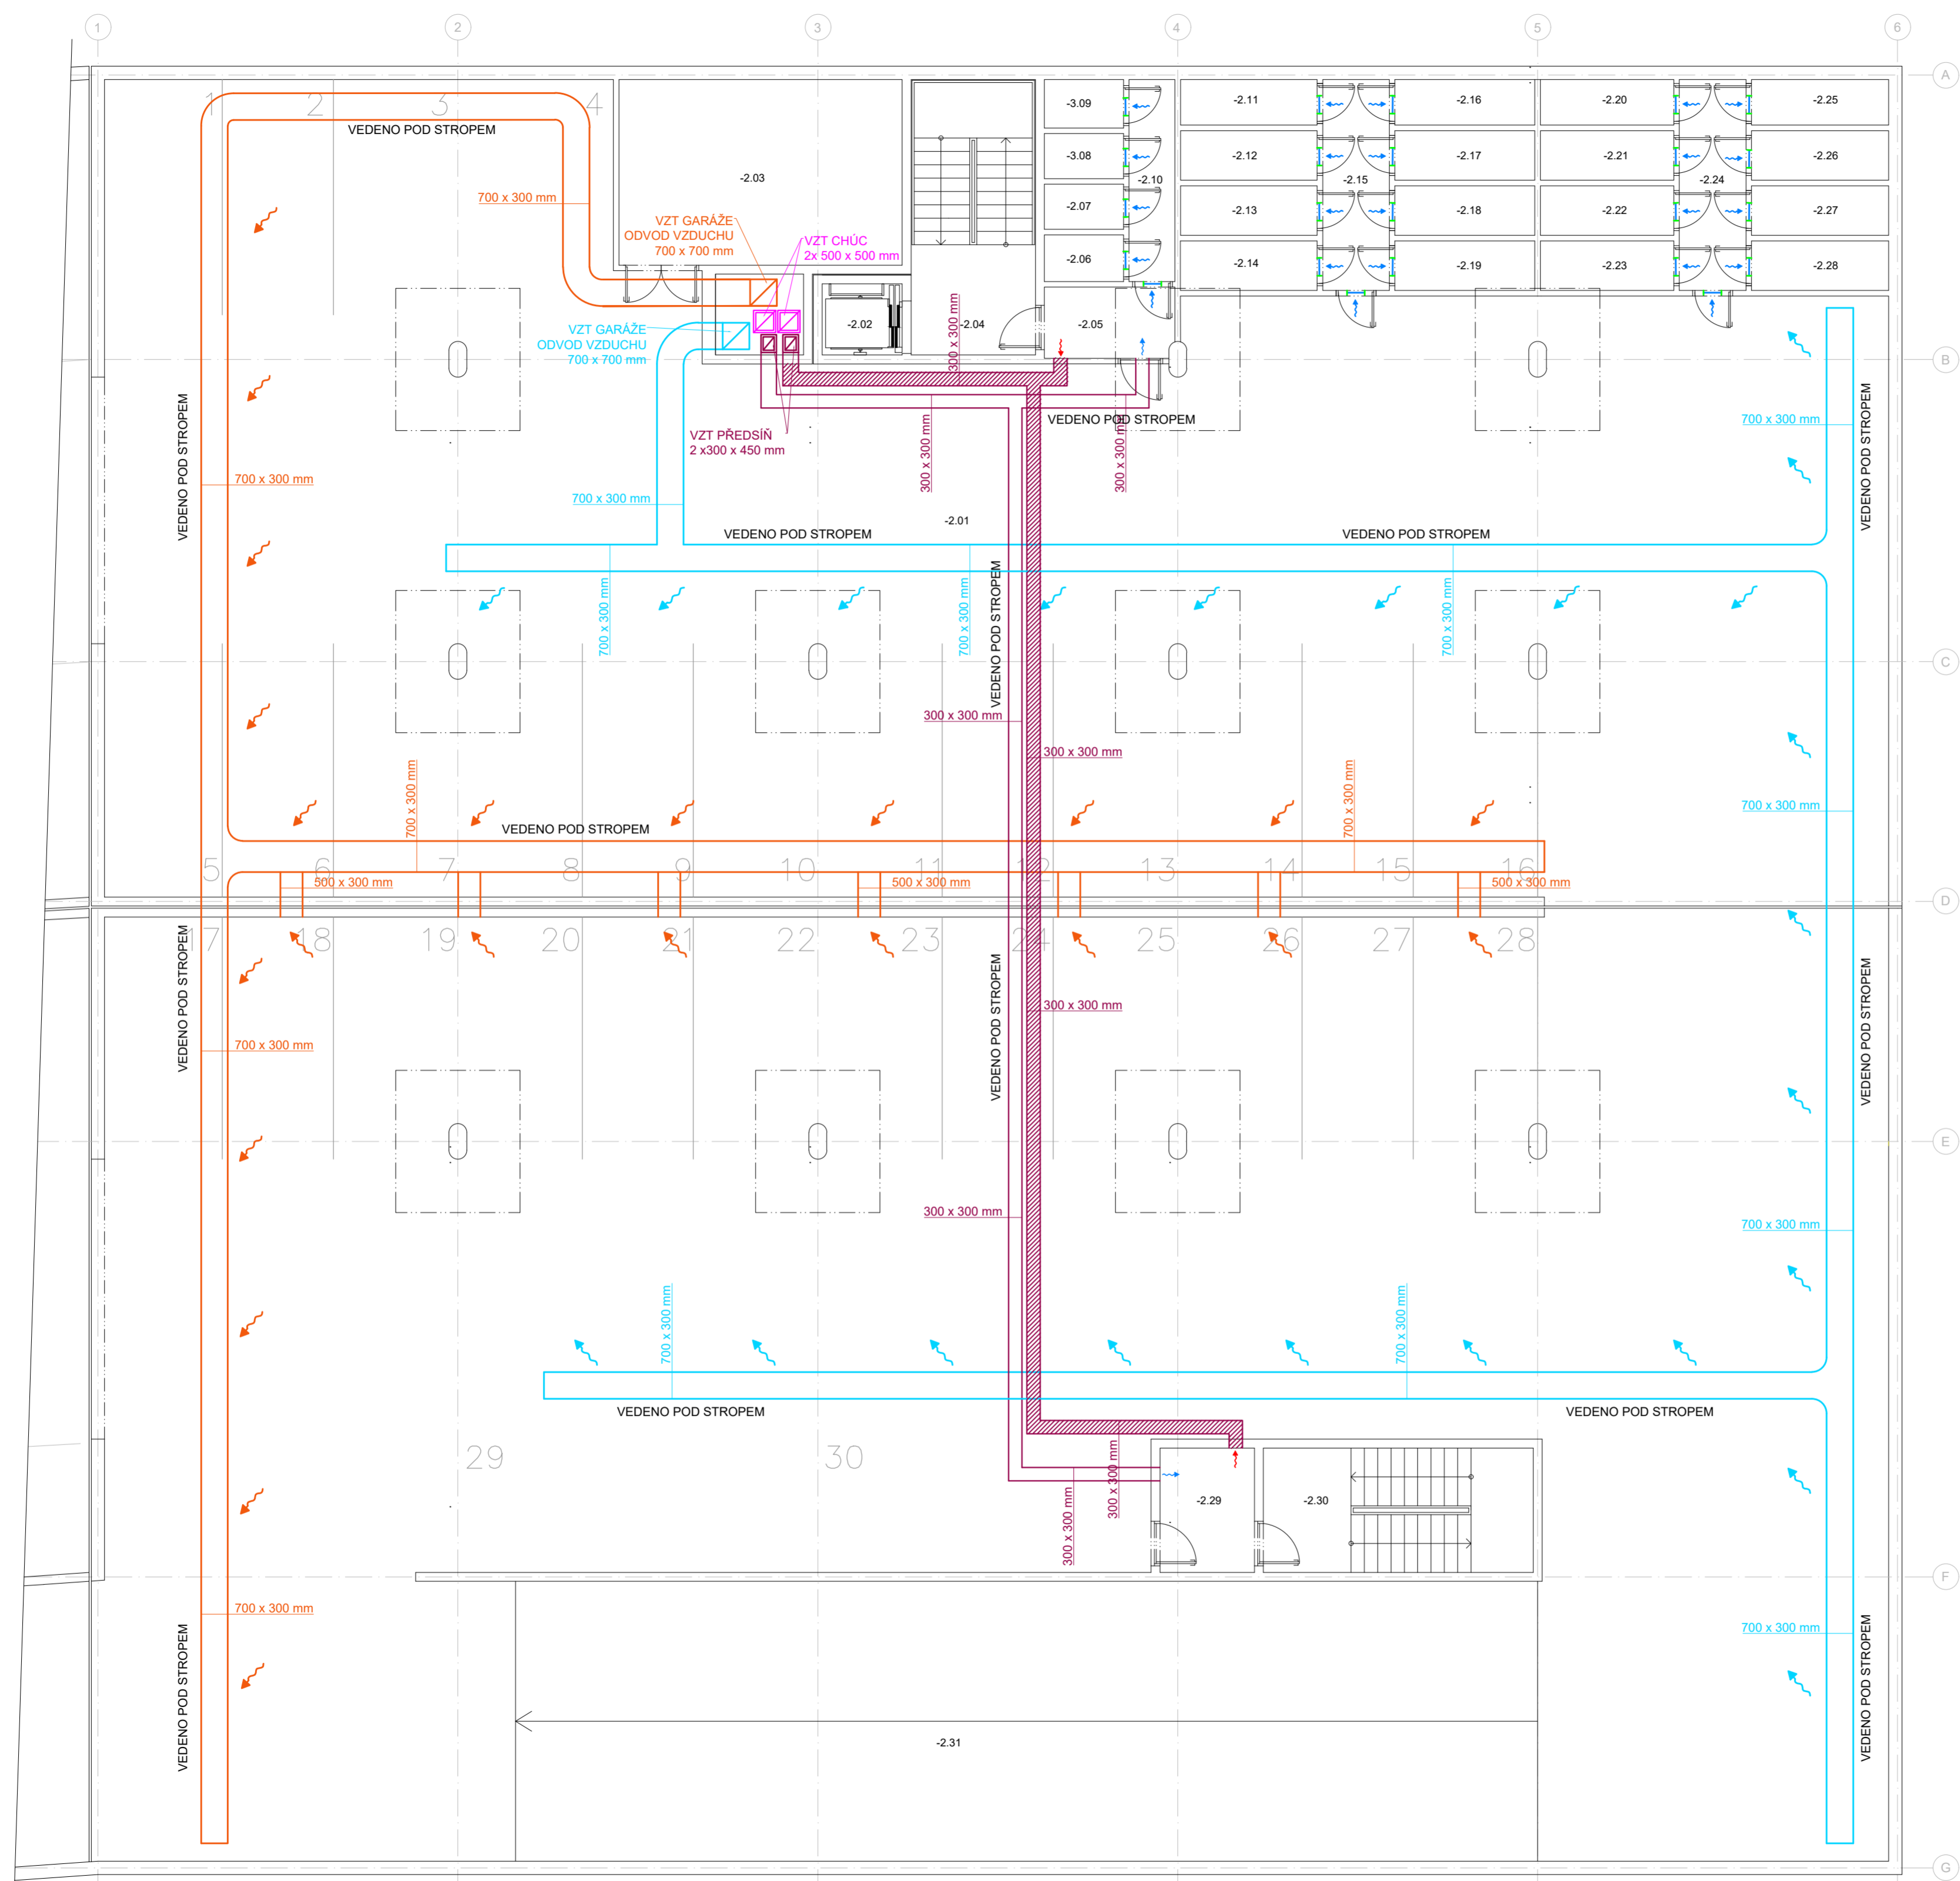 1
2
3
4
5
6
A
1
2
3
4
VEDENO POD STROPEM
-2.03
-3.09
-3.08
-2.07
-2.06
-2.10
-2.11
-2.12
-2.13
-2.14
-2.15
-2.16
-2.17
-2.18
-2.19
-2.20
-2.21
-2.22
-2.23
-2.24
-2.25
-2.26
-2.27
-2.28
700 x 300 mm
VZT GARÁŽE
ODVOD VZDUCHU
700 x 700 mm
VZT CHÚC
2x 500 x 500 mm
VZT GARÁŽE
ODVOD VZDUCHU
700 x 700 mm
-2.02
-2.04
-2.05
300 x 300 mm
B
VEDENO POD STROPEM
VZT PŘEDSÍŇ
2 x300 x 450 mm
300 x 300 mm
300 x 300 mm
VEDENO POD STROPEM
700 x 300 mm
VEDENO POD STROPEM
700 x 300 mm
700 x 300 mm
-2.01
VEDENO POD STROPEM
VEDENO POD STROPEM
VEDENO POD STROPEM
700 x 300 mm
700 x 300 mm
700 x 300 mm
C
300 x 300 mm
300 x 300 mm
700 x 300 mm
700 x 300 mm
700 x 300 mm
VEDENO POD STROPEM
5
6
7
8
9
10
11
12
13
14
15
16
500 x 300 mm
500 x 300 mm
500 x 300 mm
D
17
18
19
20
21
22
23
24
25
26
27
28
VEDENO POD STROPEM
VEDENO POD STROPEM
VEDENO POD STROPEM
300 x 300 mm
700 x 300 mm
E
300 x 300 mm
700 x 300 mm
700 x 300 mm
700 x 300 mm
VEDENO POD STROPEM
VEDENO POD STROPEM
29
30
300 x 300 mm
300 x 300 mm
-2.29
-2.30
F
700 x 300 mm
700 x 300 mm
VEDENO POD STROPEM
VEDENO POD STROPEM
-2.31
G